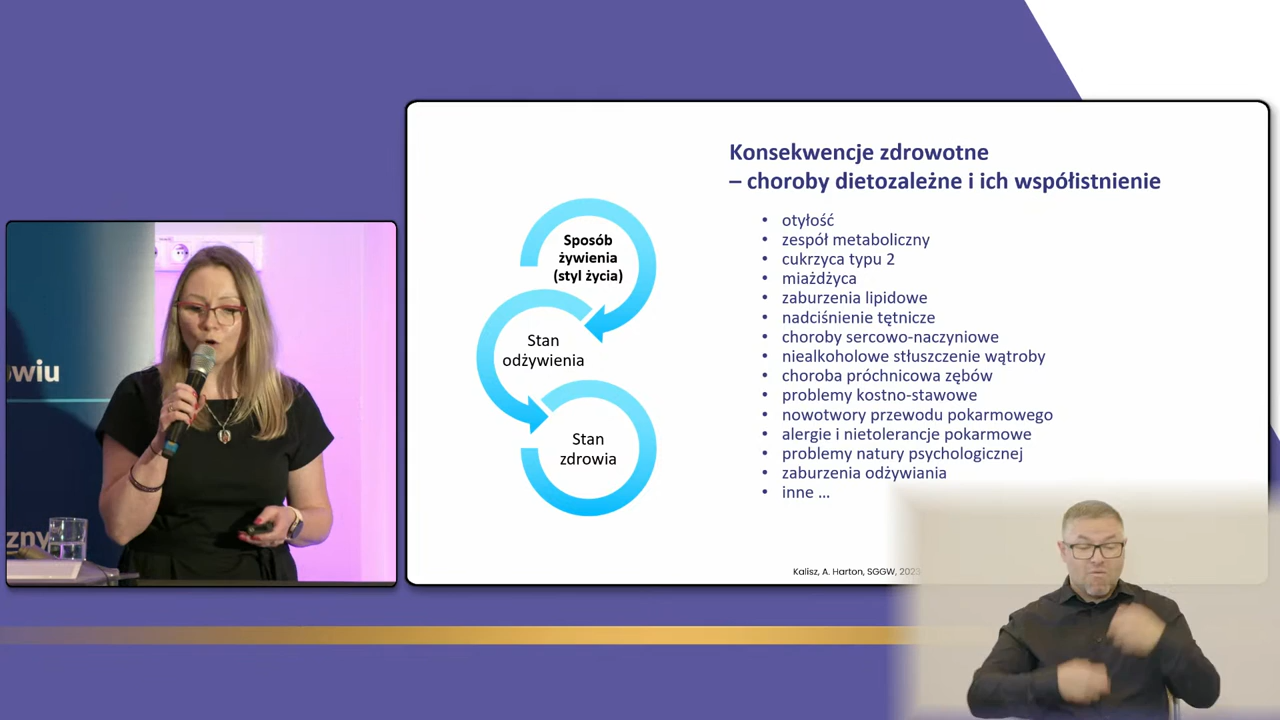 Konsekwencje zdrowotne
– choroby dietozależne i ich współistnienie
Sposób
żywienia
(styl życia)
Stan
odżywienia
Stan
zdrowia
• otyłość
• zespół metaboliczny
• cukrzyca typu 2
• miażdżyca
• zaburzenia lipidowe
• nadciśnienie tętnicze
• choroby sercowo-naczyniowe
• niealkoholowe stłuszczenie wątroby
• choroba próchnicowa zębów
• problemy kostno-stawowe
• nowotwory przewodu pokarmowego
• alergie i nietolerancje pokarmowe
• problemy natury psychologicznej
• zaburzenia odżywiania
• inne ...
Kalisz, A. Harton, SGGW, 2023
owiu
zny